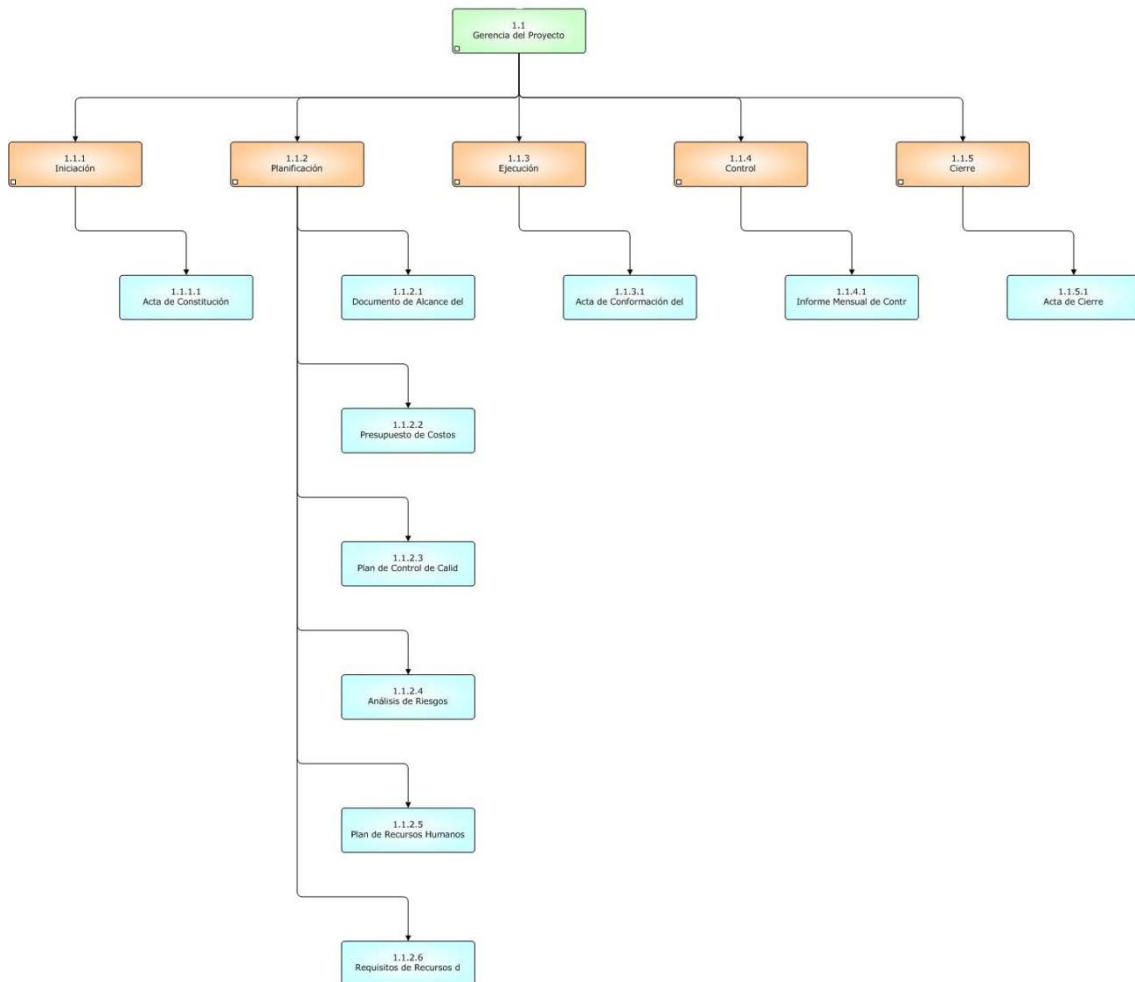 1.1
Gerencia del Proyecto
1.1.1
Iniciación
1.1.2
Planificación
1.1.3
Ejecución
1.1.4
Control
1.1.5
Cierre
1.1.1.1
Acta de Constitución
1.1.2.1
Documento de Alcance del
1.1.3.1
Acta de Conformación del
1.1.4.1
Informe Mensual de Contr
1.1.5.1
Acta de Cierre
1.1.2.2
Presupuesto de Costos
1.1.2.3
Plan de Control de Calid
1.1.2.4
Análisis de Riesgos
1.1.2.5
Plan de Recursos Humanos
1.1.2.6
Requisitos de Recursos d